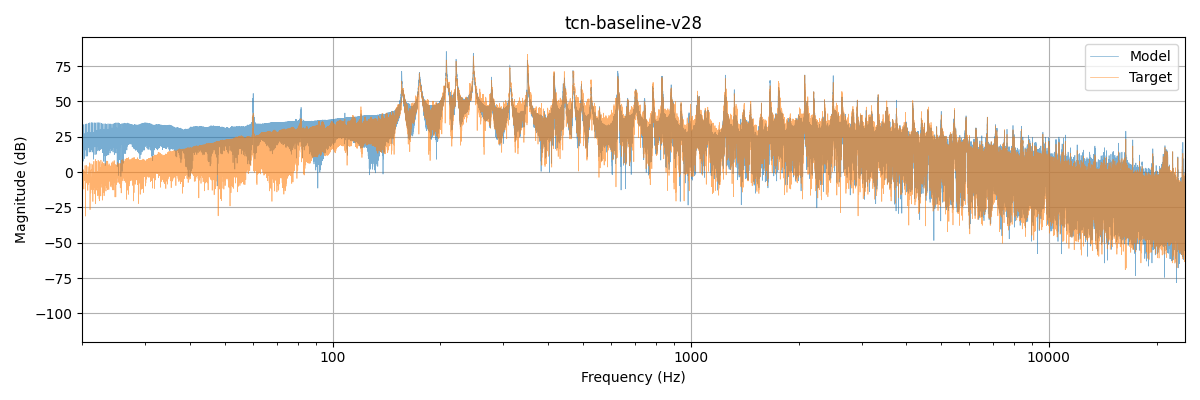 tcn-baseline-v28
Model
Target
75
50
25
0
−25
−50
−75
−100
Magnitude (dB)
100
1000
10000
Frequency (Hz)